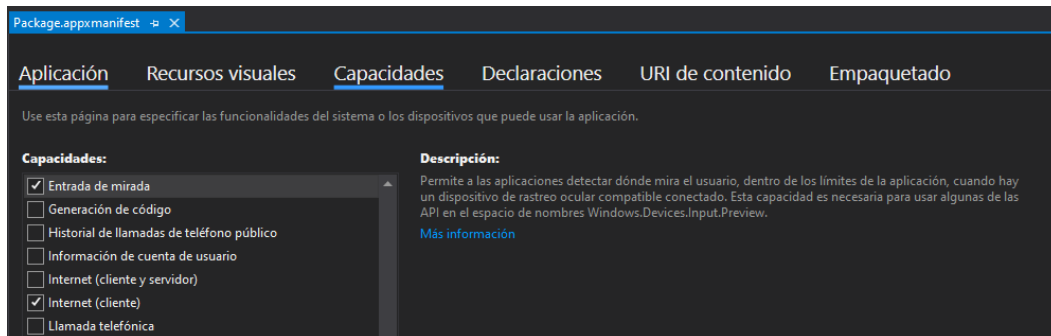 Package.appxmanifest
Aplicación Recursos visuales Capacidades Declaraciones URI de contenido Empaquetado
Use esta página para especificar las funcionalidades del sistema o los dispositivos que puede usar la aplicación.
Capacidades:
Entrada de mirada
Generación de código
Historial de llamadas de teléfono público
Información de cuenta de usuario
Internet (cliente y servidor)
Internet (cliente)
Llamada telefónica
Descripción:
Permite a las aplicaciones detectar dónde mira el usuario, dentro de los límites de la aplicación, cuando hay
un dispositivo de rastreo ocular compatible conectado. Esta capacidad es necesaria para usar algunas de las
API en el espacio de nombres Windows.Devices.Input.Preview.
Más información